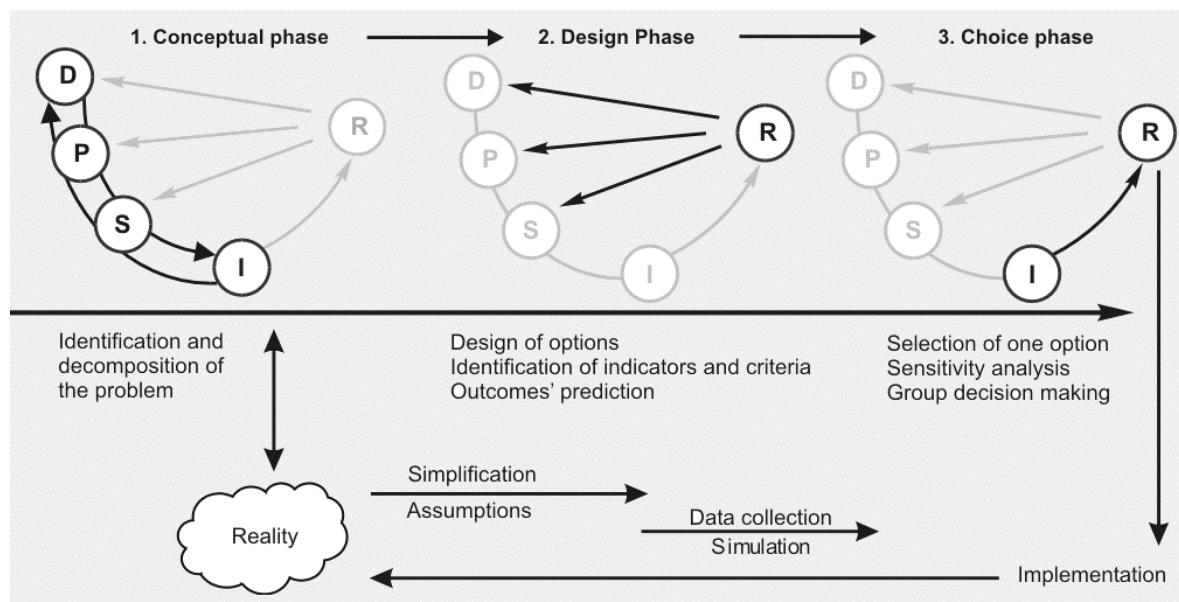 1. Conceptual phase
2. Design Phase
3. Choice phase
D
P
S
I
R
D
P
S
I
R
D
P
S
I
R
Identification and
decomposition of
the problem
Design of options
Identification of indicators and criteria
Outcomes’ prediction
Selection of one option
Sensitivity analysis
Group decision making
Simplification
Assumptions
Data collection
Simulation
Reality
Implementation